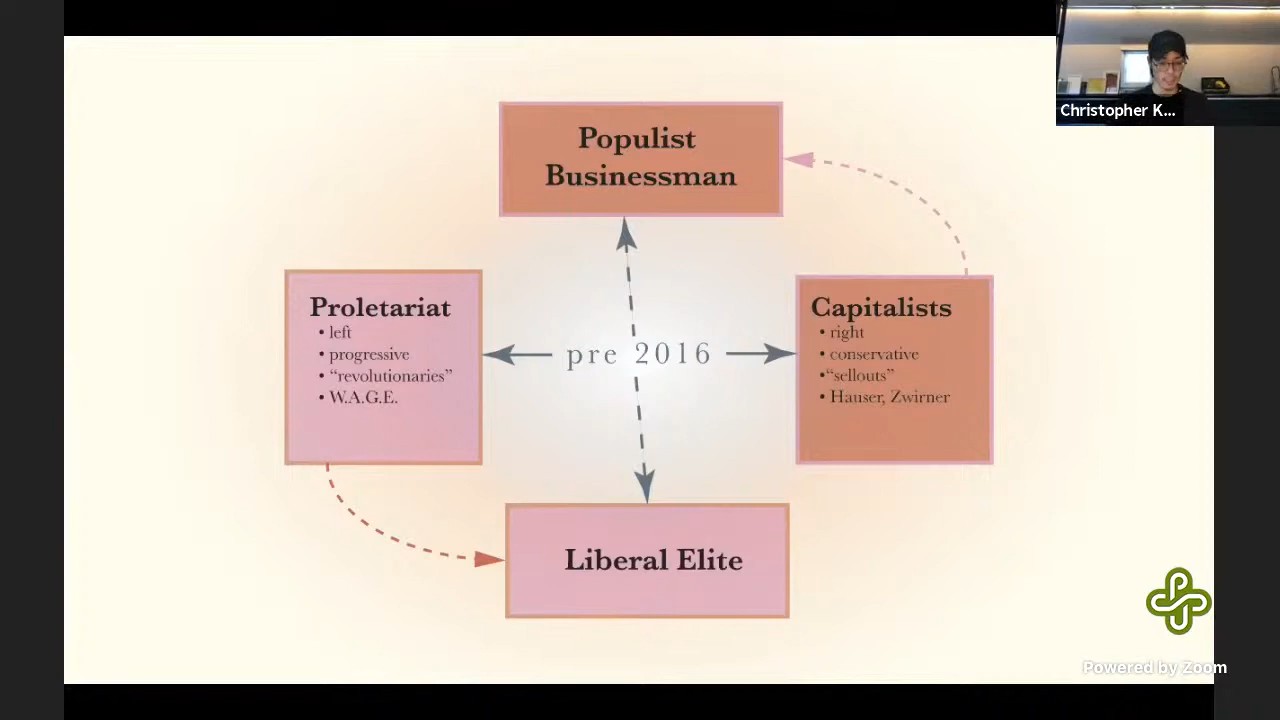 Christopher K...
Populist
Businessman
Proletariat
• left
• progressive
• “revolutionaries”
• W.A.G.E.
pre 2016
Capitalists
• right
• conservative
•“sellouts”
• Hauser, Zwirner
Liberal Elite
Powered by Zoom